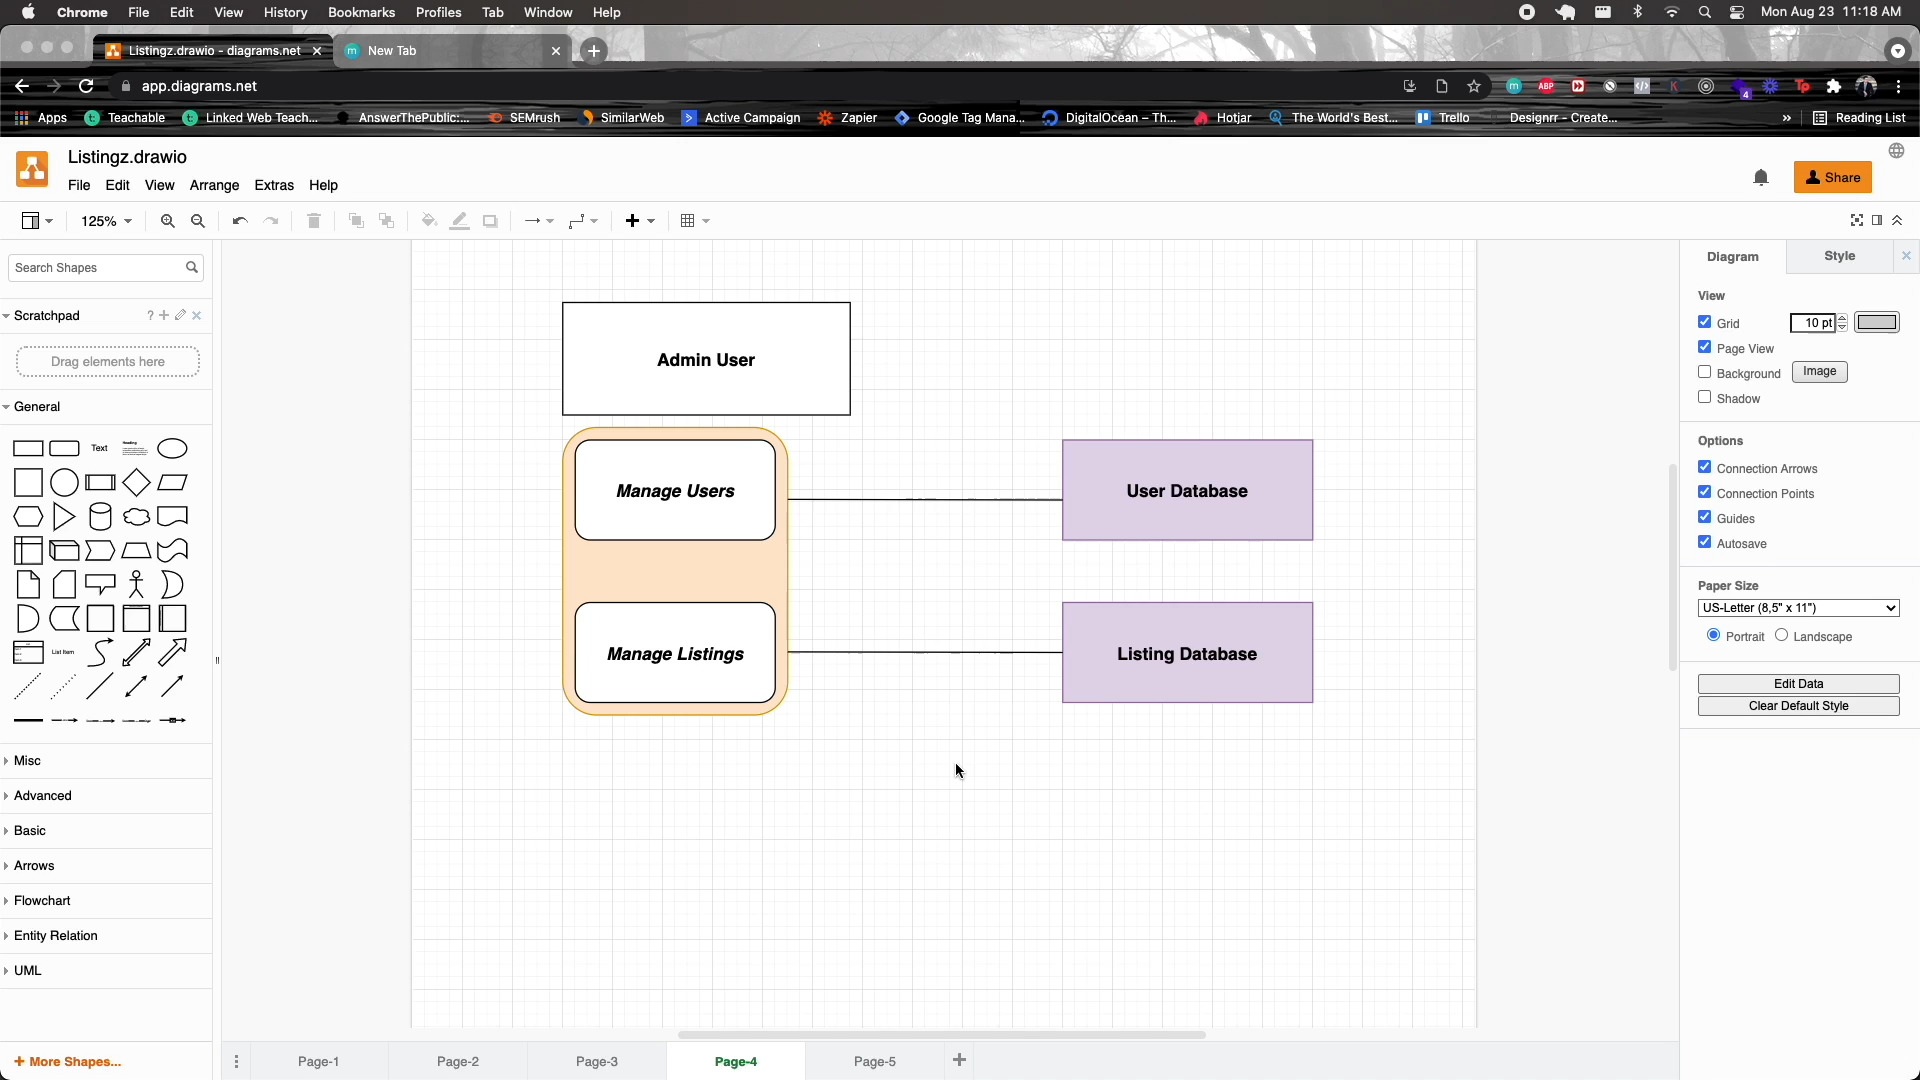 Chrome File Edit View History Bookmarks Profiles Tab Window Help Mon Aug 23 11:18 AM
Listingz.drawio - diagrams.net New Tab
app.diagrams.net ABP 4
Apps Teachable Linked Web Teach... AnswerThePublic:... SEMrush SimilarWeb Active Campaign Zapier Google Tag Mana... DigitalOcean – Th... Hotjar The World's Best... Trello Designrr - Create... » Reading List
Listingz.drawio
File Edit View Arrange Extras Help
Share
125%
Search Shapes
Scratchpad ?
Drag elements here
General
Text
Heading
List Item
Misc
Advanced
Basic
Arrows
Flowchart
Entity Relation
UML
+ More Shapes...
Admin User
Manage Users
User Database
Manage Listings
Listing Database
Page-1 Page-2 Page-3 Page-4 Page-5
Diagram Style
View
Grid 10 pt
Page View
Background Image
Shadow
Options
Connection Arrows
Connection Points
Guides
Autosave
Paper Size
US-Letter (8,5" x 11")
Portrait Landscape
Edit Data
Clear Default Style